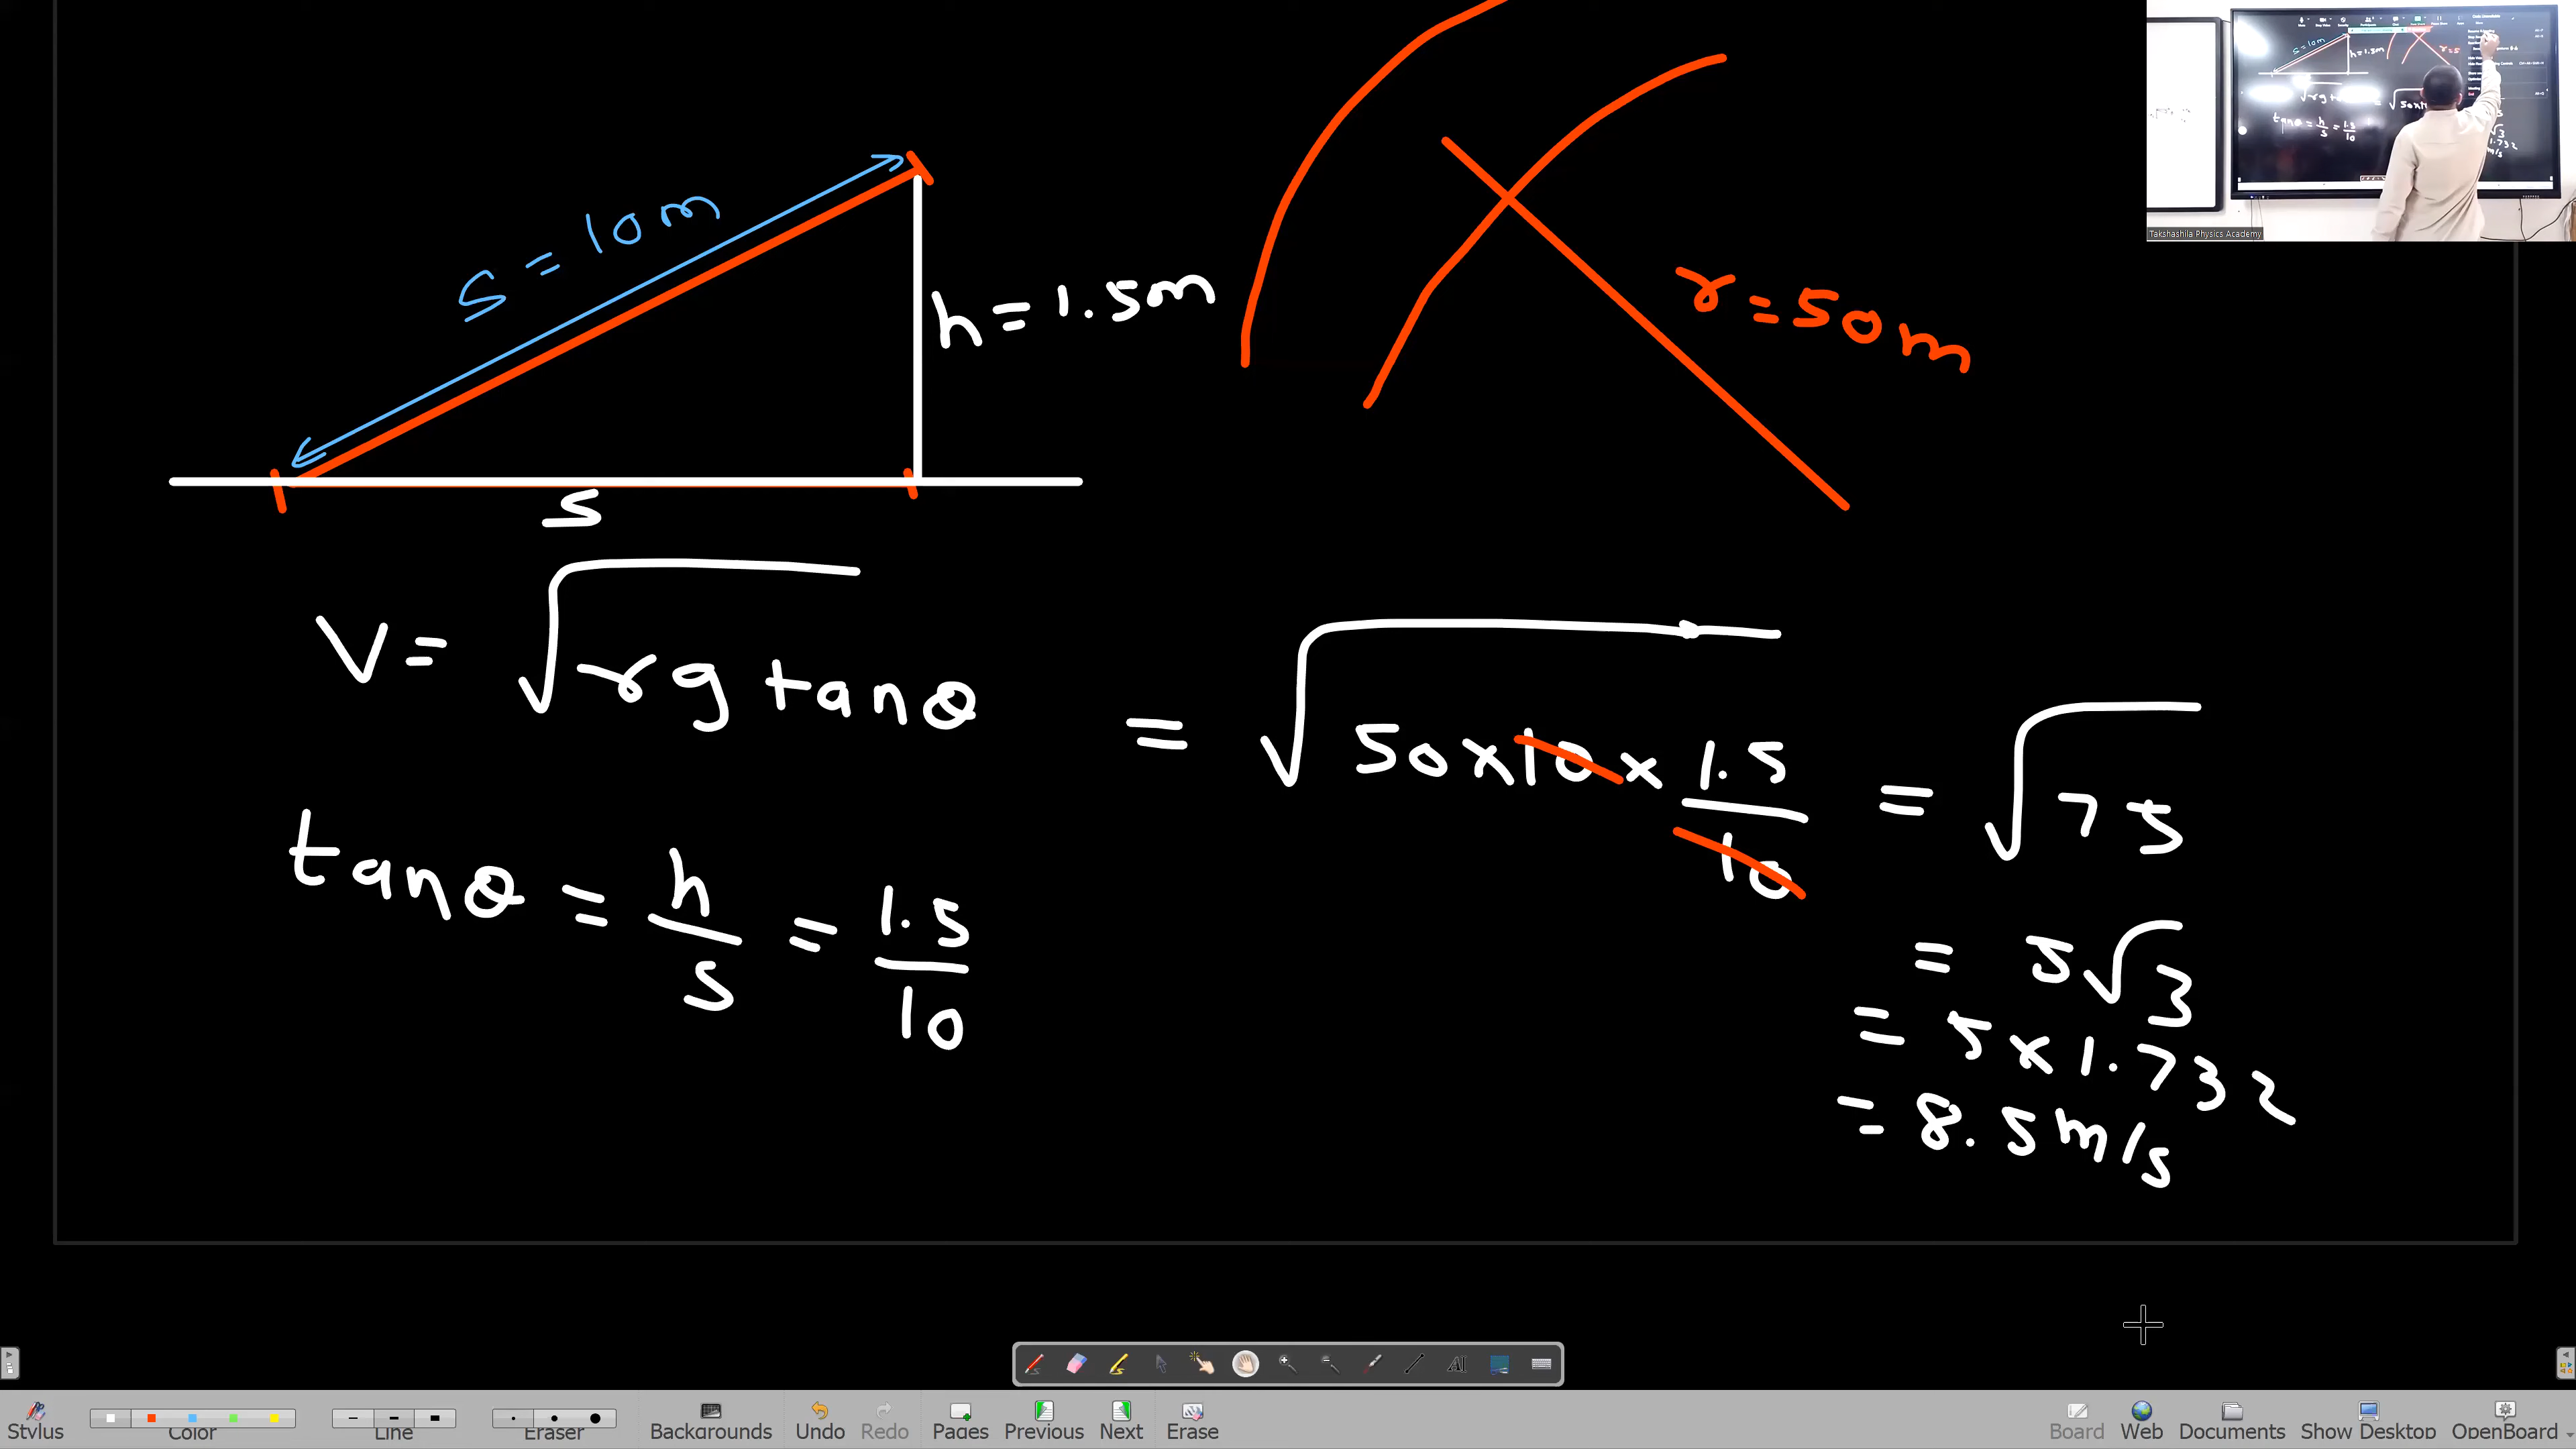 S = 10m
h = 1.5m
r = 50m
S
V = √rg tanθ = √50×10×1.5/10 = √75
tanθ = h/s = 1.5/10
= 5√3
= 5×1.732
= 8.5m/s
Takshashila Physics Academy
Stylus
Color
Line
Eraser
Backgrounds
Undo
Redo
Pages
Previous
Next
Erase
Board
Web
Documents
Show Desktop
OpenBoard